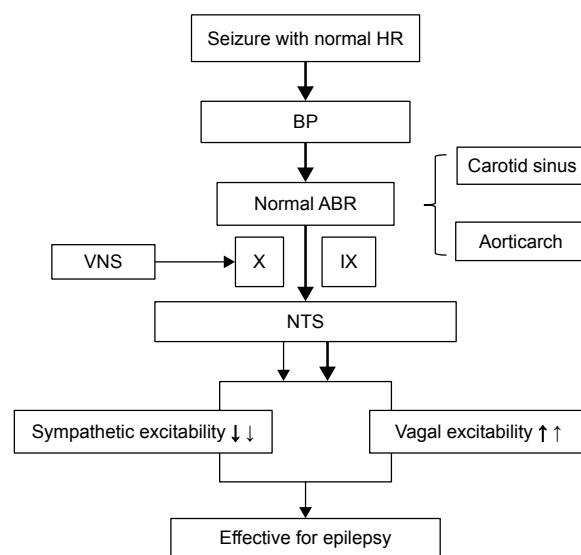 Seizure with normal HR
BP
Normal ABR
Carotid sinus
Aorticarch
VNS
X
IX
NTS
Sympathetic excitability ↓ ↓
Vagal excitability ↑ ↑
Effective for epilepsy